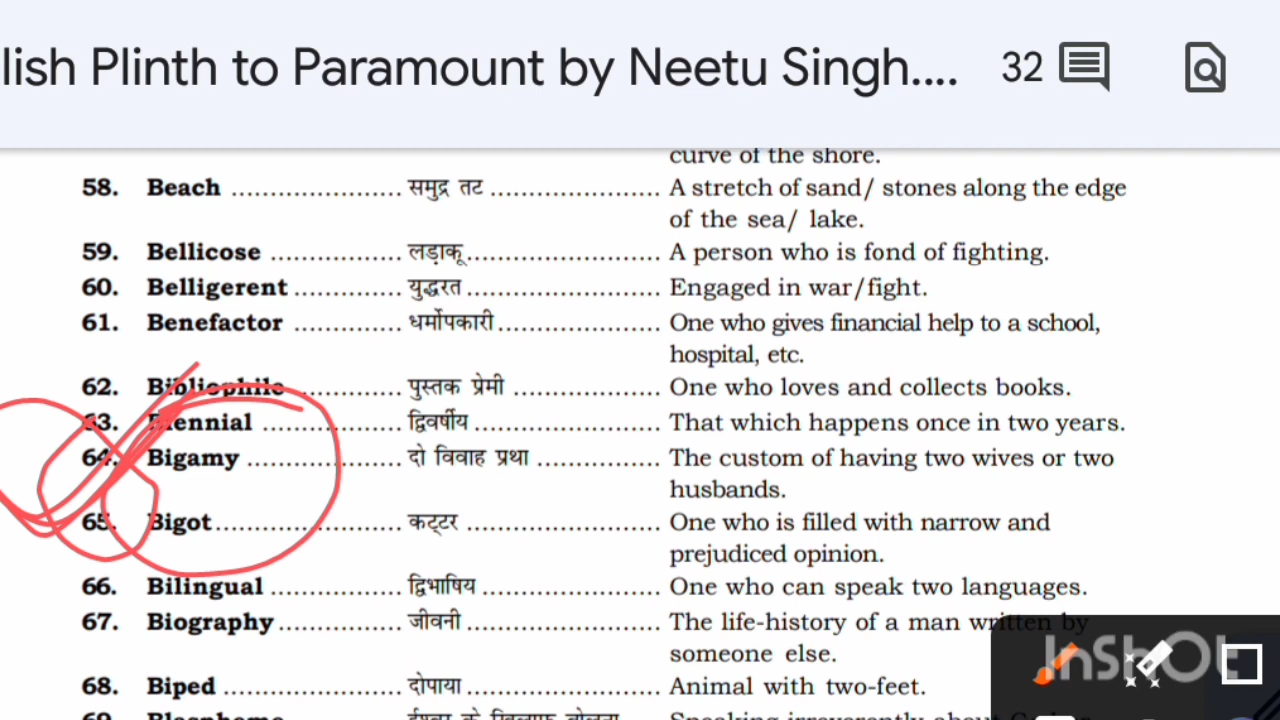 lish Plinth to Paramount by Neetu Singh.... 32
curve of the shore.
58. Beach ...................... समुद्र तट ...................... A stretch of sand/ stones along the edge
of the sea/ lake.
59. Bellicose ................. लड़ाकू......................... A person who is fond of fighting.
60. Belligerent .............. युद्धरत ......................... Engaged in war/fight.
61. Benefactor .............. धर्मोपकारी ..................... One who gives financial help to a school,
hospital, etc.
62. Bibliophile ............. पुस्तक प्रेमी ................... One who loves and collects books.
63. Biennial .................. द्विवर्षीय ........................ That which happens once in two years.
64. Bigamy .................... दो विवाह प्रथा ................ The custom of having two wives or two
husbands.
65. Bigot........................ कट्टर ......................... One who is filled with narrow and
prejudiced opinion.
66. Bilingual ................. द्विभाषिय ....................... One who can speak two languages.
67. Biography................ जीवनी ......................... The life-history of a man written by
someone else.
68. Biped ....................... दोपाया ......................... Animal with two-feet.
InShOt